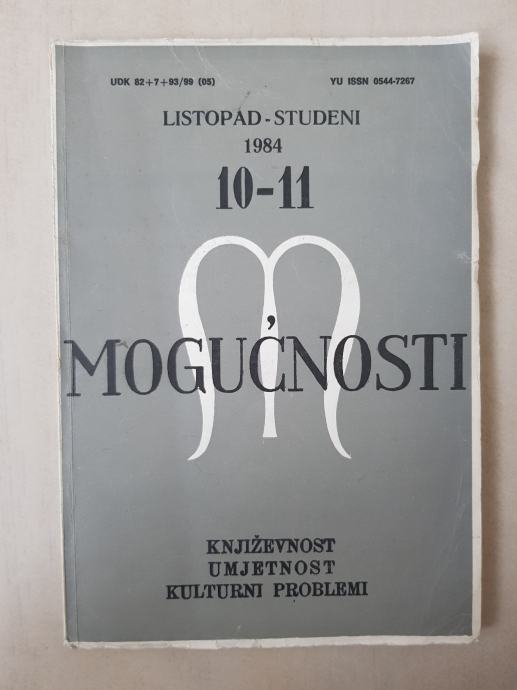 UDK 82+7+93/99 (05) YU ISSN 0544-7267
LISTOPAD - STUDENI
1984
10-11
MOGUĆNOSTI
KNJIŽEVNOST
UMJETNOST
KULTURNI PROBLEMI